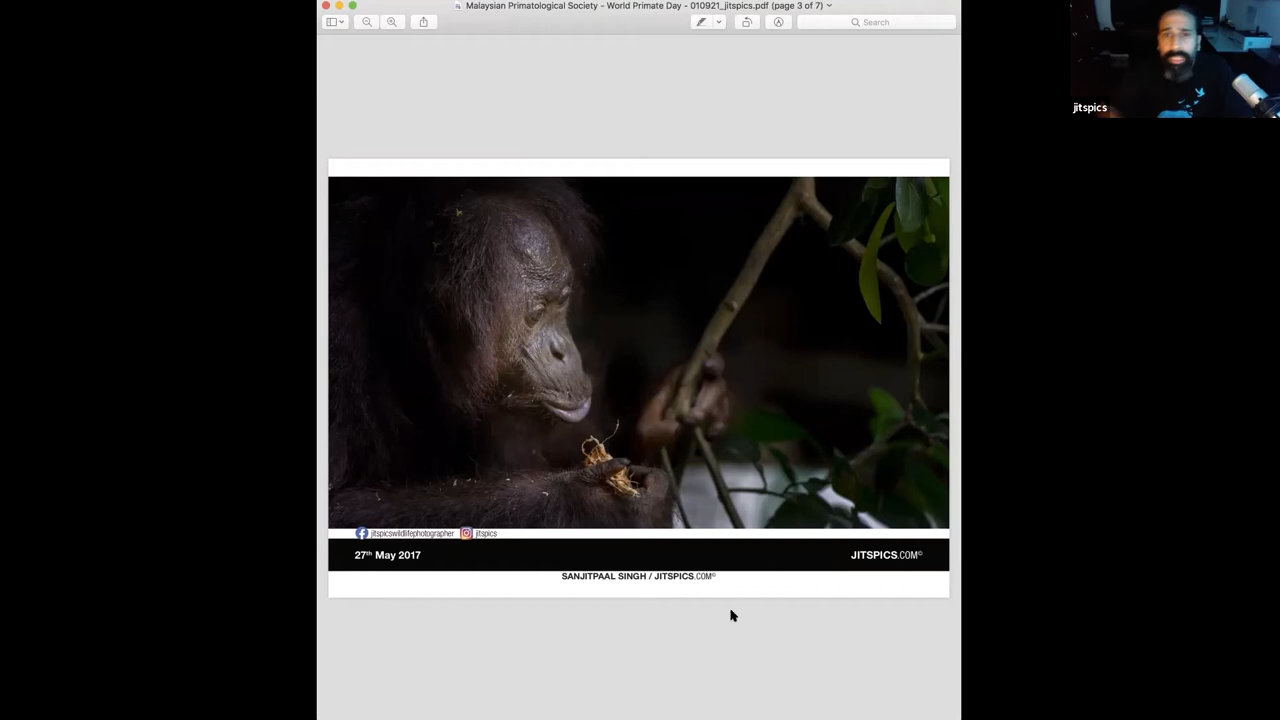 Malaysian Primatological Society - World Primate Day - 010921_jitspics.pdf (page 3 of 7)
Search
jitspics
jitspicswildlifephotographer jitspics
27th May 2017
JITSPICS.COM©
SANJITPAAL SINGH / JITSPICS.COM©